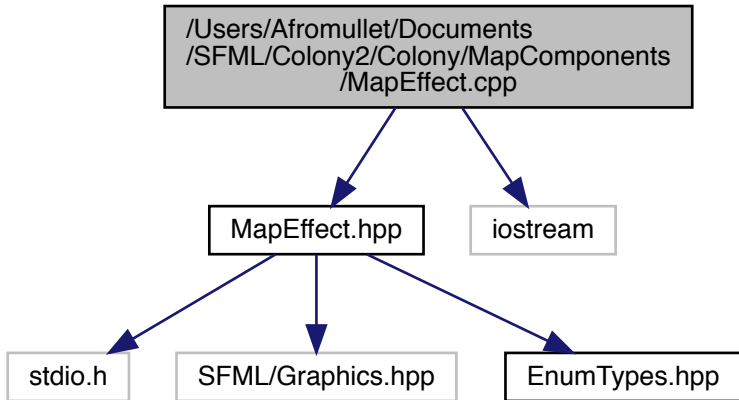 /Users/Afromullet/Documents
/SFML/Colony2/Colony/MapComponents
/MapEffect.cpp
MapEffect.hpp
iostream
stdio.h
SFML/Graphics.hpp
EnumTypes.hpp